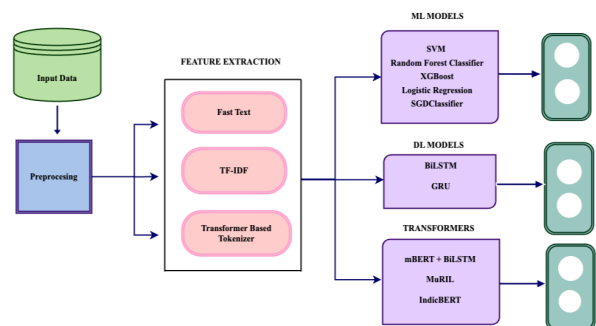 ML MODELS
Input Data
FEATURE EXTRACTION
SVM
Random Forest Classifier
XGBoost
Logistic Regression
SGDClassifier
Fast Text
Preprocesing
TF-IDF
DL MODELS
BiLSTM
GRU
Transformer Based
Tokenizer
TRANSFORMERS
mBERT + BiLSTM
MuRIL
IndicBERT